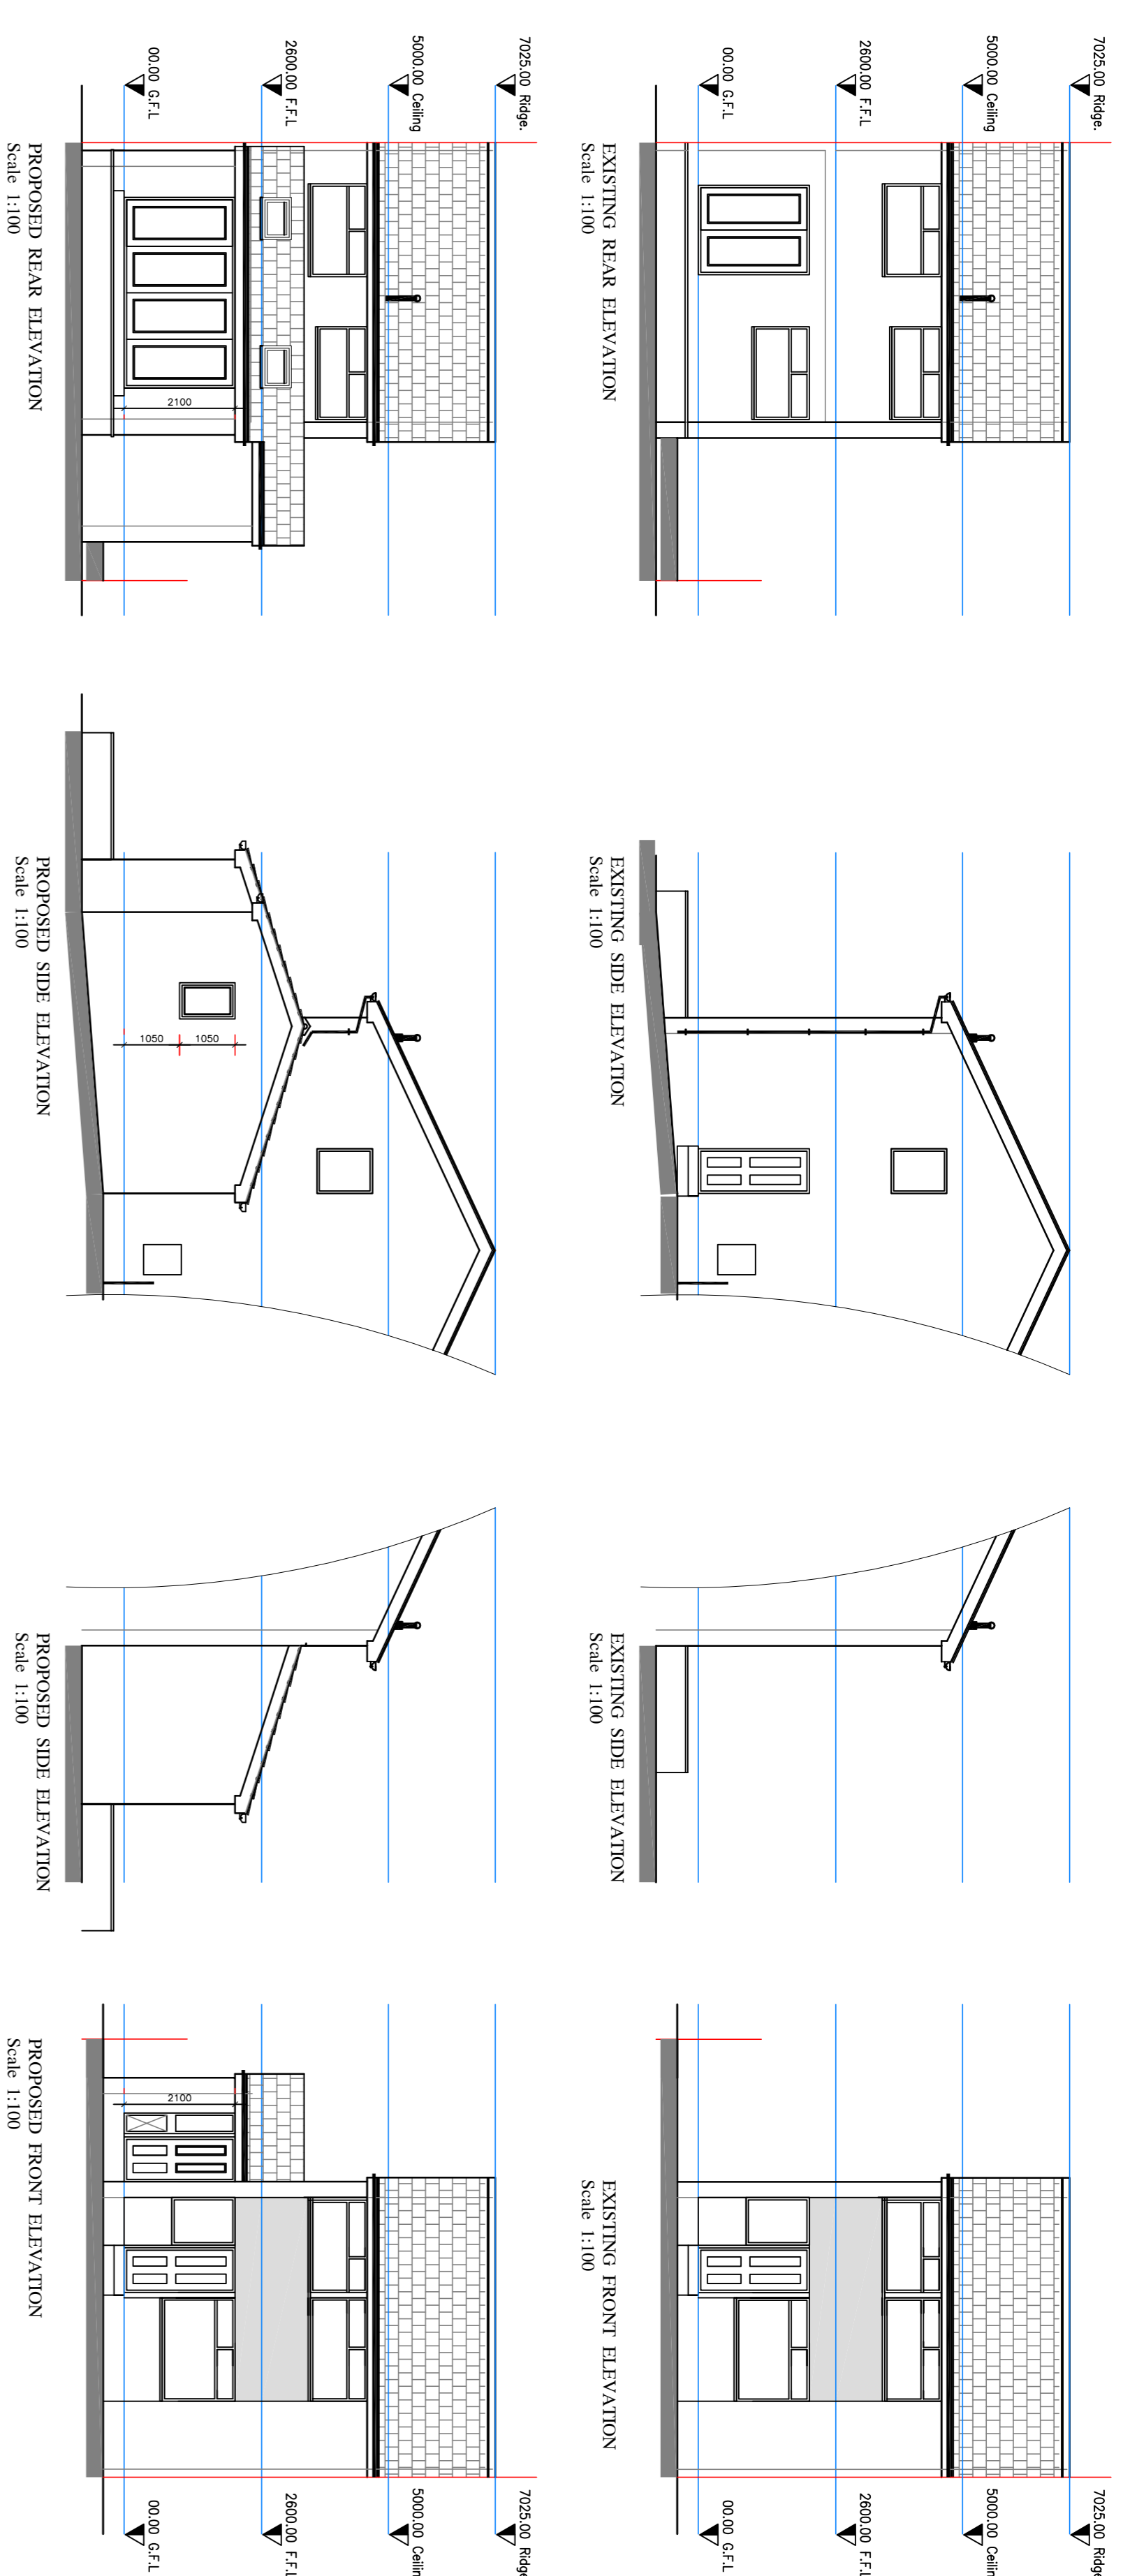 7025.00 Ridge.
5000.00 Ceiling
2600.00 F.F.L
00.00 G.F.L
EXISTING REAR ELEVATION
Scale 1:100
EXISTING SIDE ELEVATION
Scale 1:100
EXISTING SIDE ELEVATION
Scale 1:100
EXISTING FRONT ELEVATION
Scale 1:100
7025.00 Ridge
5000.00 Ceilin
2600.00 F.F.L
00.00 G.F.L
7025.00 Ridge.
5000.00 Ceiling
2600.00 F.F.L
00.00 G.F.L
2100
PROPOSED REAR ELEVATION
Scale 1:100
1050
1050
PROPOSED SIDE ELEVATION
Scale 1:100
PROPOSED SIDE ELEVATION
Scale 1:100
2100
PROPOSED FRONT ELEVATION
Scale 1:100
7025.00 Ridge
5000.00 Ceilin
2600.00 F.F.L
00.00 G.F.L